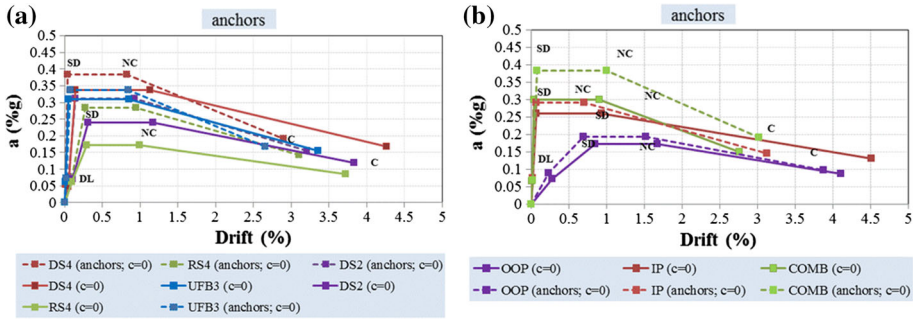 (a)
anchors
a (%g)
0.5
0.45
0.4
0.35
0.3
0.25
0.2
0.15
0.1
0.05
0
SD
NC
SD
NC
C
C
DL
0 0.5 1 1.5 2 2.5 3 3.5 4 4.5 5
Drift (%)
DS4 (anchors; c=0) RS4 (anchors; c=0) DS2 (anchors; c=0)
DS4 (c=0) UFB3 (c=0) DS2 (c=0)
RS4 (c=0) UFB3 (anchors; c=0)
(b)
anchors
a (%g)
0.5
0.45
0.4
0.35
0.3
0.25
0.2
0.15
0.1
0.05
0
SD
NC
NC
NC
SD
SD
NC
C
C
DL
0 0.5 1 1.5 2 2.5 3 3.5 4 4.5 5
Drift (%)
OOP (c=0) IP (c=0) COMB (c=0)
OOP (anchors; c=0) IP (anchors; c=0) COMB (anchors; c=0)